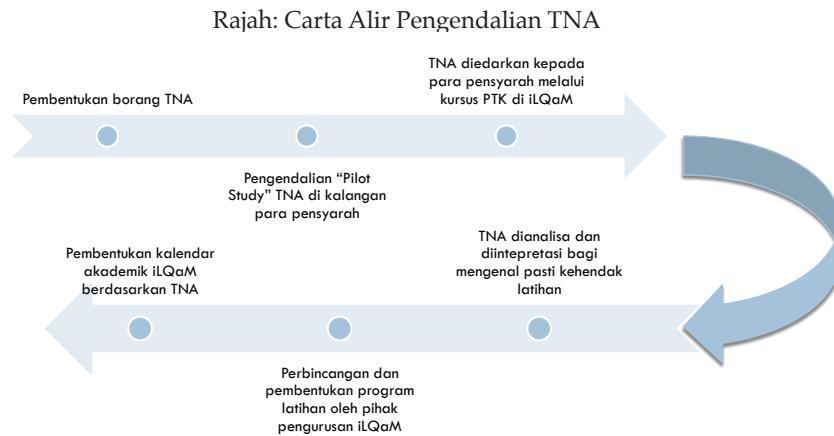 Rajah: Carta Alir Pengendalian TNA
Pembentukan borang TNA
Pengendalian “Pilot
Study” TNA di kalangan
para pensyarah
TNA diedarkan kepada
para pensyarah melalui
kursus PTK di iLQaM
TNA dianalisa dan
diintepretasi bagi
mengenal pasti kehendak
latihan
Perbincangan dan
pembentukan program
latihan oleh pihak
pengurusan iLQaM
Pembentukan kalendar
akademik iLQaM
berdasarkan TNA